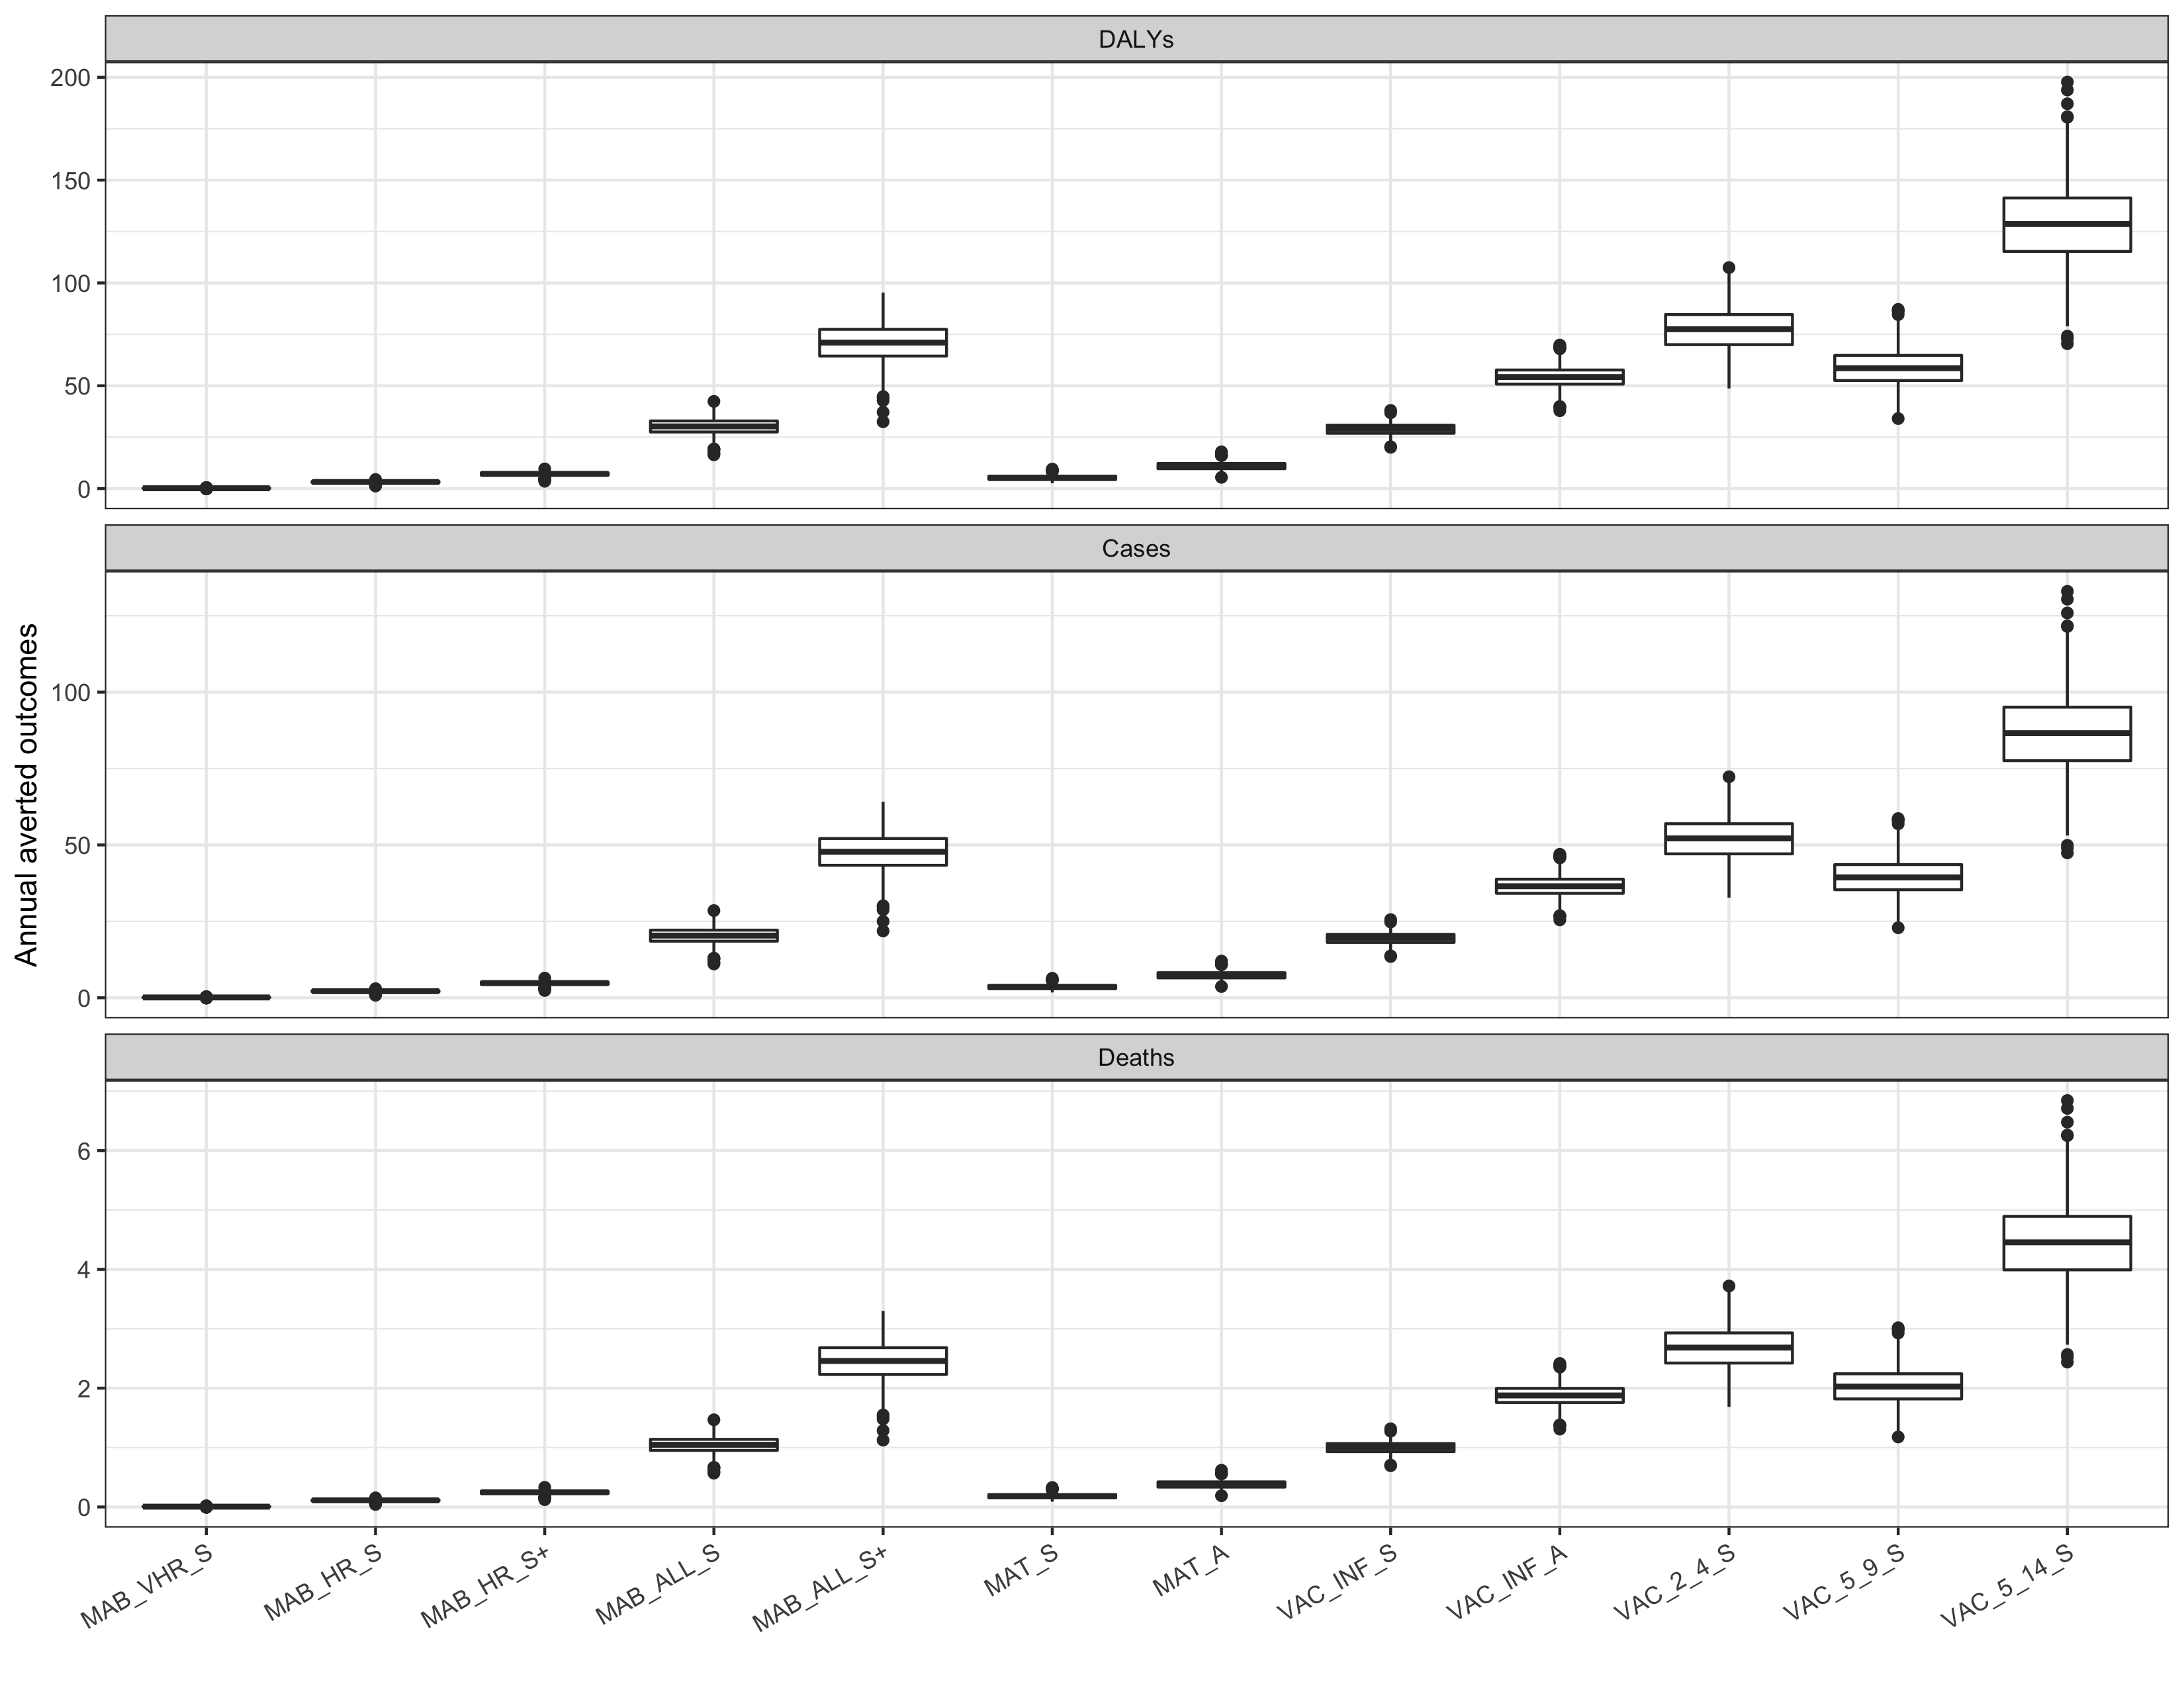 DALYs
200
150
100
50
0
Cases
100
50
0
Deaths
6
4
2
0
Annual averted outcomes
MAB_VHR_S
MAB_HR_S
MAB_HR_S+
MAB_ALL_S
MAB_ALL_S+
MAT_S
MAT_A
VAC_INF_S
VAC_INF_A
VAC_2_4_S
VAC_5_9_S
VAC_5_14_S